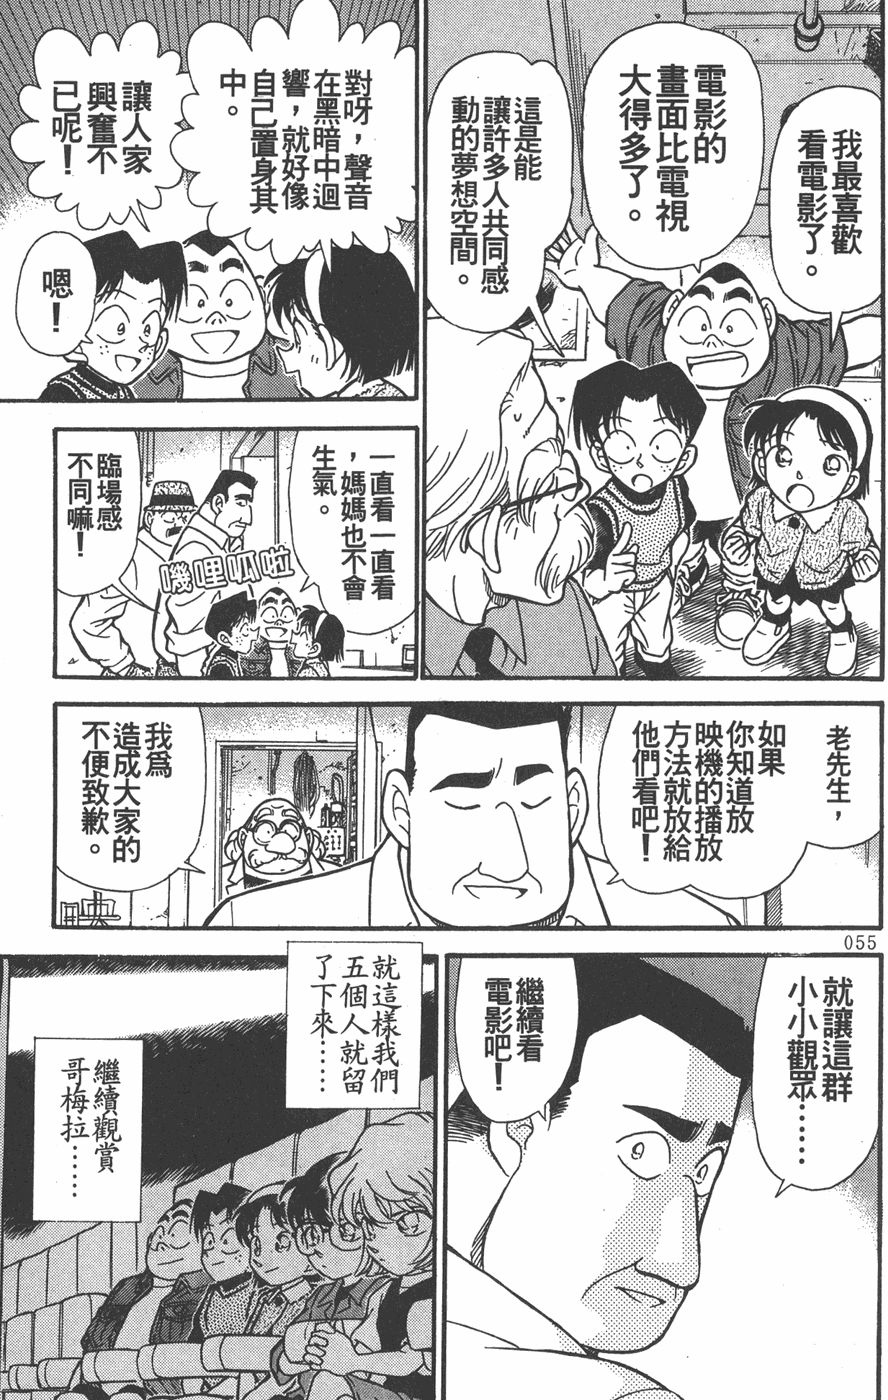 我最喜歡
看電影了。
電影的
畫面比電視
大得多了。
這是能
讓許多人共同感
動的夢想空間。
對呀，聲音
在黑暗中迴
響，就好像
自己置身其
中。
讓人家
興奮不
已呢！
嗯！
一直看一直看
，媽媽也不會
生氣。
嘰哩呱啦
臨場感
不同嘛！
老先生，
如果
你知道放
映機的播放
方法就放給
他們看吧！
我為
造成大家的
不便致歉。
055
就讓這群
小小觀眾……
繼續看
電影吧！
就這樣我們
五個人就留
了下來……
繼續觀賞
哥梅拉……